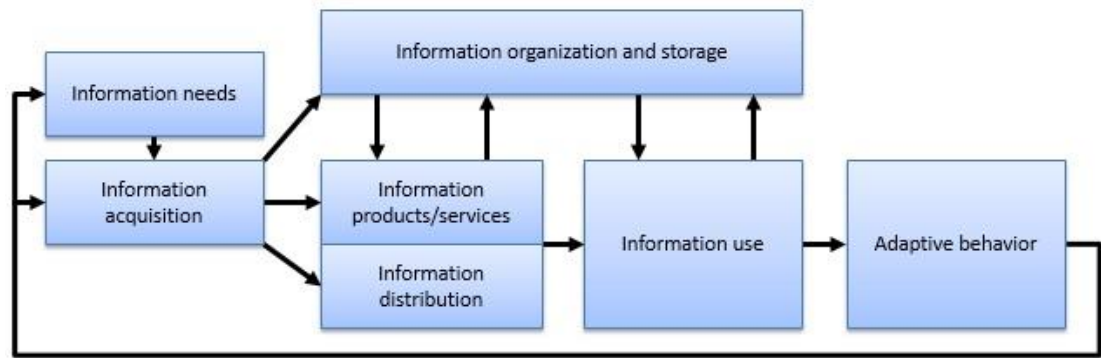 Information organization and storage
Information needs
Information
acquisition
Information
products/services
Information
distribution
Information use
Adaptive behavior